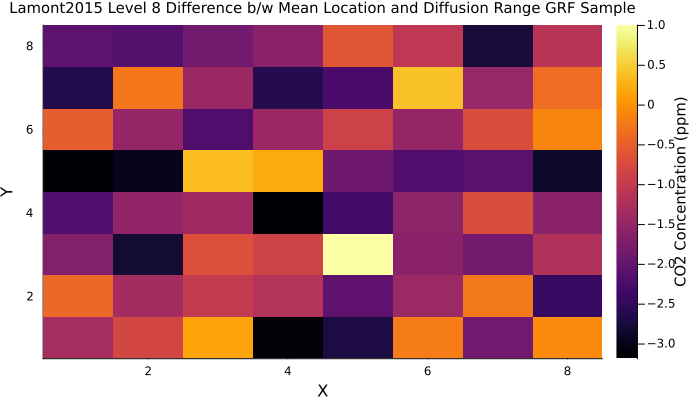 Lamont2015 Level 8 Difference b/w Mean Location and Diffusion Range GRF Sample
8
6
4
2
Y
2 4 6 8
X
1.0
0.5
0
−0.5
−1.0
−1.5
−2.0
−2.5
−3.0
CO2 Concentration (ppm)